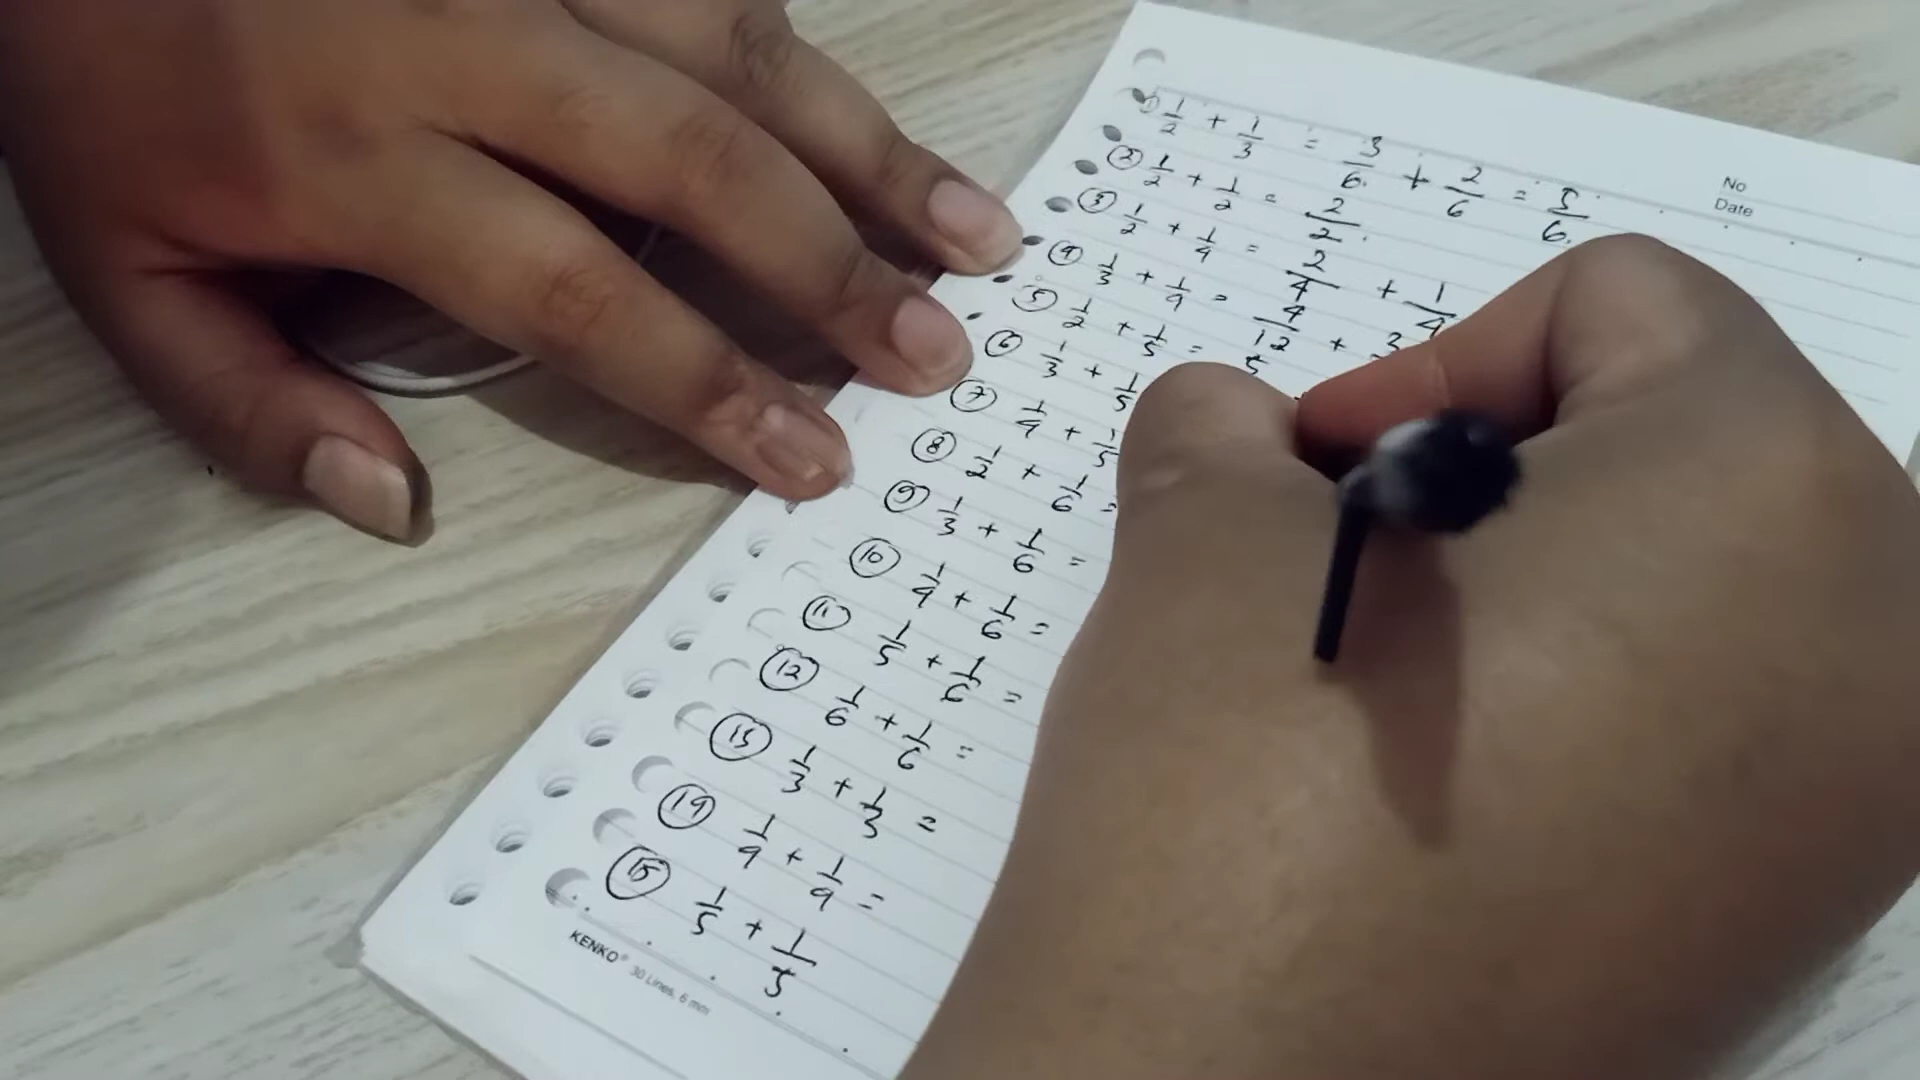 No
Date
1) 1/2 + 1/3 = 3/6 + 2/6 = 5/6
2 1/2 + 1/2 = 2/2
3 1/2 + 1/4 = 2/4 + 1/4
4 1/3 + 1/4 = 4/12 + 3
5 1/2 + 1/5 = 5
6 1/3 + 1/5
7 1/4 + 1/5
8 1/2 + 1/6 =
9 1/3 + 1/6 =
10 1/4 + 1/6 =
11 1/5 + 1/6 =
12 1/6 + 1/6 =
13 1/3 + 1/3 =
14 1/4 + 1/4 =
15 1/5 + 1/5
KENKO® 30 Lines, 6 mm